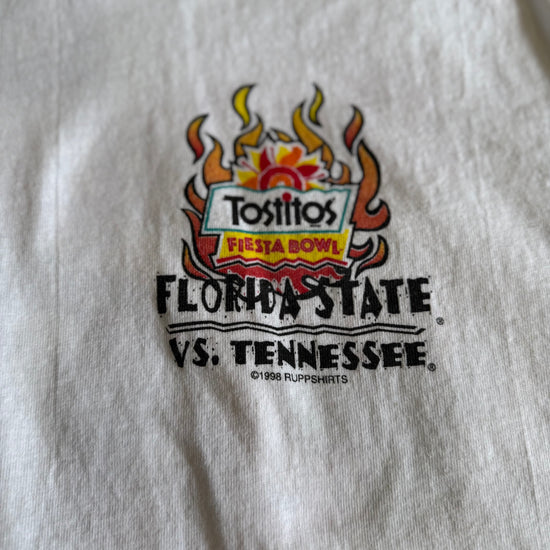 Tostitos
FIESTA BOWL
FLORIDA STATE®
VS. TENNESSEE®
©1998 RUPPSHIRTS